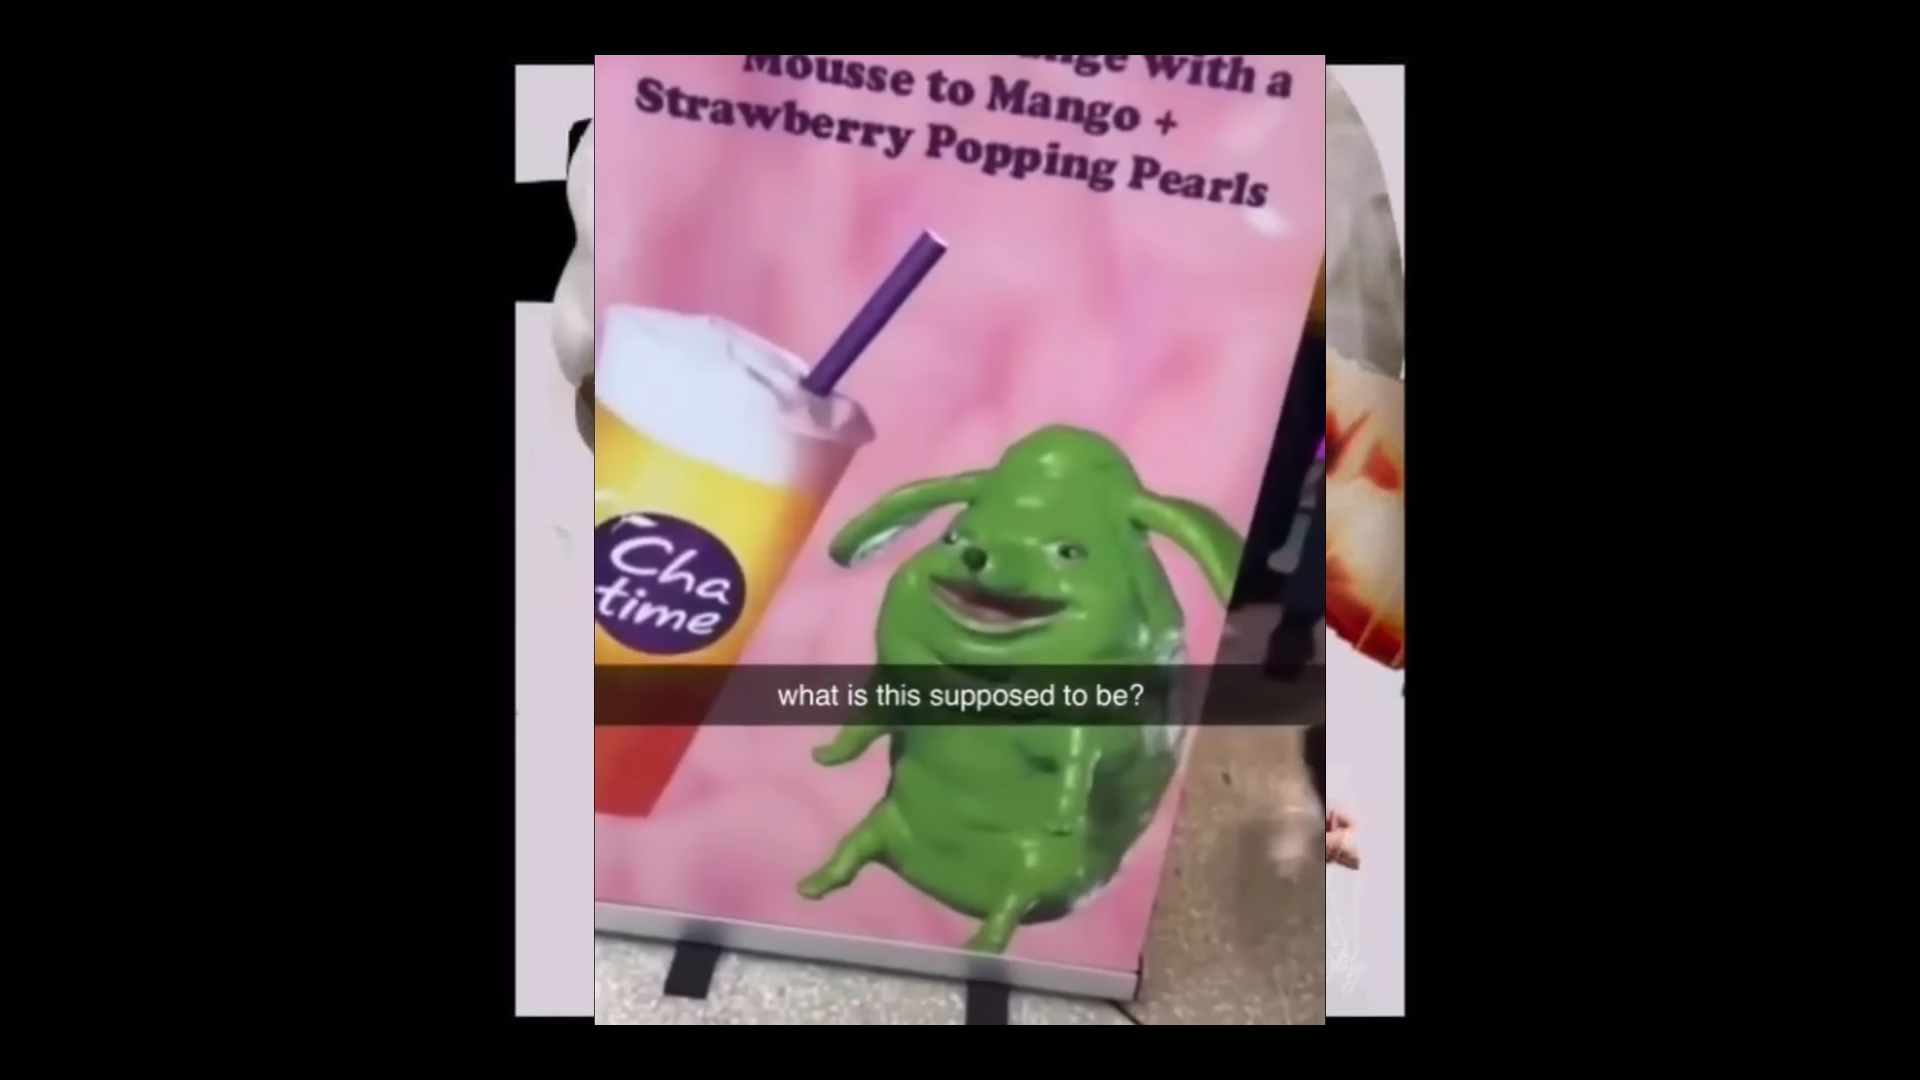 with a
Mousse to Mango +
Strawberry Popping Pearls
Cha
time
what is this supposed to be?